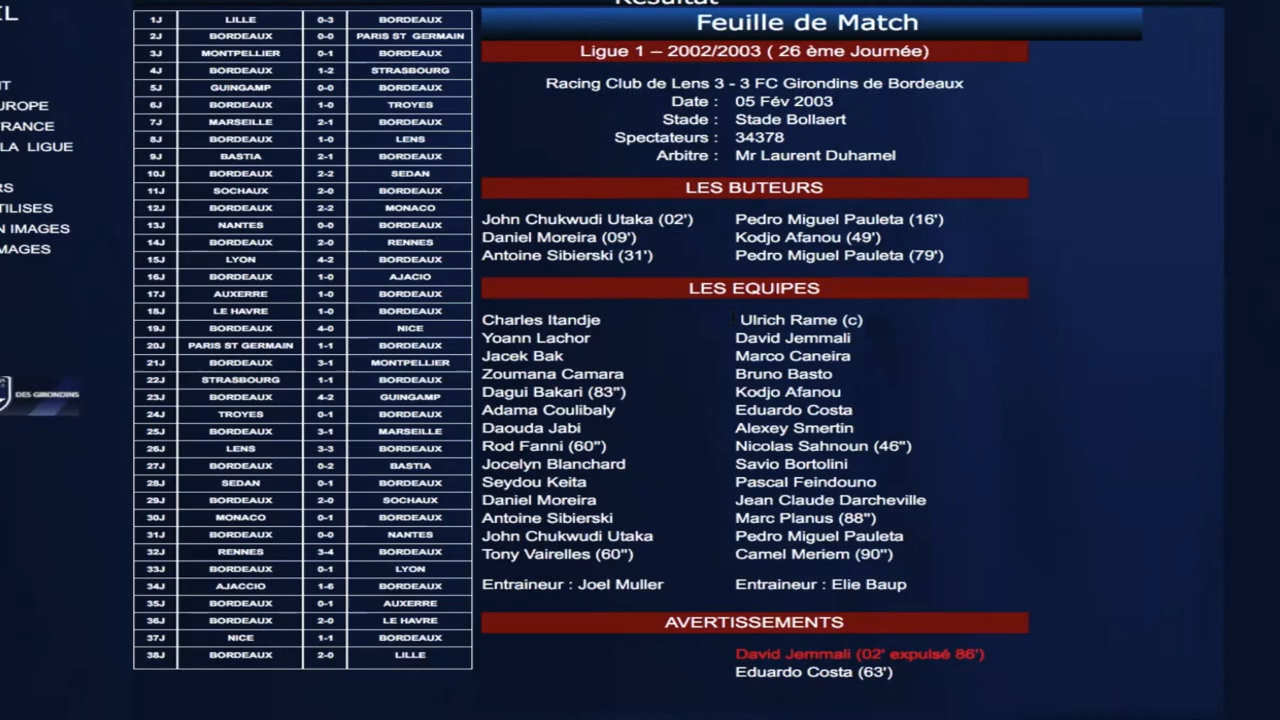 Résultat
EL
T
UROPE
RANCE
LA LIGUE
RS
TILISES
N IMAGES
MAGES
DES GIRONDINS
1J LILLE 0-3 BORDEAUX
2J BORDEAUX 0-0 PARIS ST GERMAIN
3J MONTPELLIER 0-1 BORDEAUX
4J BORDEAUX 1-2 STRASBOURG
5J GUINGAMP 0-0 BORDEAUX
6J BORDEAUX 1-0 TROYES
7J MARSEILLE 2-1 BORDEAUX
8J BORDEAUX 1-0 LENS
9J BASTIA 2-1 BORDEAUX
10J BORDEAUX 2-2 SEDAN
11J SOCHAUX 2-0 BORDEAUX
12J BORDEAUX 2-2 MONACO
13J NANTES 0-0 BORDEAUX
14J BORDEAUX 2-0 RENNES
15J LYON 4-2 BORDEAUX
16J BORDEAUX 1-0 AJACIO
17J AUXERRE 1-0 BORDEAUX
18J LE HAVRE 1-0 BORDEAUX
19J BORDEAUX 4-0 NICE
20J PARIS ST GERMAIN 1-1 BORDEAUX
21J BORDEAUX 3-1 MONTPELLIER
22J STRASBOURG 1-1 BORDEAUX
23J BORDEAUX 4-2 GUINGAMP
24J TROYES 0-1 BORDEAUX
25J BORDEAUX 3-1 MARSEILLE
26J LENS 3-3 BORDEAUX
27J BORDEAUX 0-2 BASTIA
28J SEDAN 0-1 BORDEAUX
29J BORDEAUX 2-0 SOCHAUX
30J MONACO 0-1 BORDEAUX
31J BORDEAUX 0-0 NANTES
32J RENNES 3-4 BORDEAUX
33J BORDEAUX 0-1 LYON
34J AJACCIO 1-6 BORDEAUX
35J BORDEAUX 0-1 AUXERRE
36J BORDEAUX 2-0 LE HAVRE
37J NICE 1-1 BORDEAUX
38J BORDEAUX 2-0 LILLE
Feuille de Match
Ligue 1 – 2002/2003 ( 26 ème Journée)
Racing Club de Lens 3 - 3 FC Girondins de Bordeaux
Date : 05 Fév 2003
Stade : Stade Bollaert
Spectateurs : 34378
Arbitre : Mr Laurent Duhamel
LES BUTEURS
John Chukwudi Utaka (02') Pedro Miguel Pauleta (16')
Daniel Moreira (09') Kodjo Afanou (49')
Antoine Sibierski (31') Pedro Miguel Pauleta (79')
LES EQUIPES
Charles Itandje Ulrich Rame (c)
Yoann Lachor David Jemmali
Jacek Bak Marco Caneira
Zoumana Camara Bruno Basto
Dagui Bakari (83'') Kodjo Afanou
Adama Coulibaly Eduardo Costa
Daouda Jabi Alexey Smertin
Rod Fanni (60'') Nicolas Sahnoun (46'')
Jocelyn Blanchard Savio Bortolini
Seydou Keita Pascal Feindouno
Daniel Moreira Jean Claude Darcheville
Antoine Sibierski Marc Planus (88'')
John Chukwudi Utaka Pedro Miguel Pauleta
Tony Vairelles (60'') Camel Meriem (90'')
Entraineur : Joel Muller Entraineur : Elie Baup
AVERTISSEMENTS
David Jemmali (02' expulsé 86')
Eduardo Costa (63')